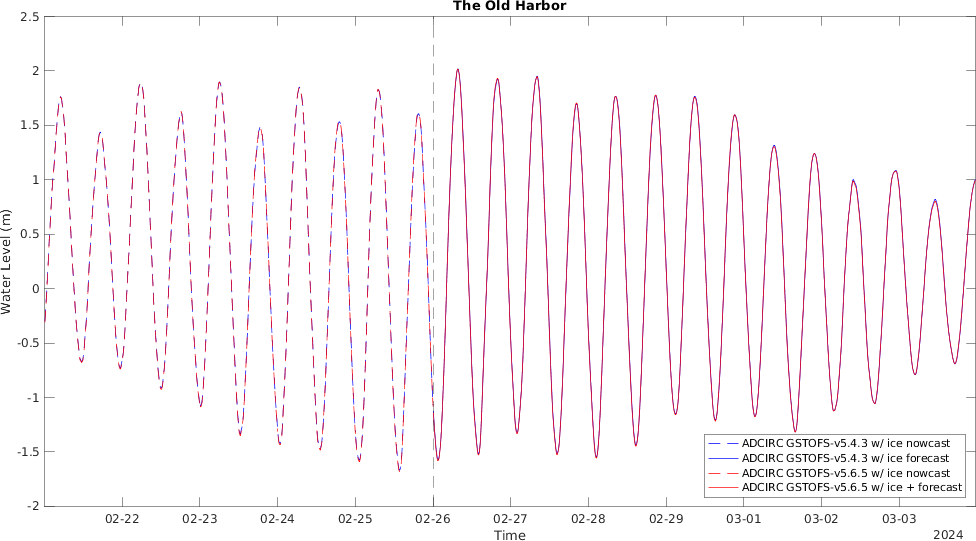 The Old Harbor
Water Level (m)
2.5
2
1.5
1
0.5
0
-0.5
-1
-1.5
-2
ADCIRC GSTOFS-v5.4.3 w/ ice nowcast
ADCIRC GSTOFS-v5.4.3 w/ ice forecast
ADCIRC GSTOFS-v5.6.5 w/ ice nowcast
ADCIRC GSTOFS-v5.6.5 w/ ice + forecast
02-22 02-23 02-24 02-25 02-26 02-27 02-28 02-29 03-01 03-02 03-03
Time
2024